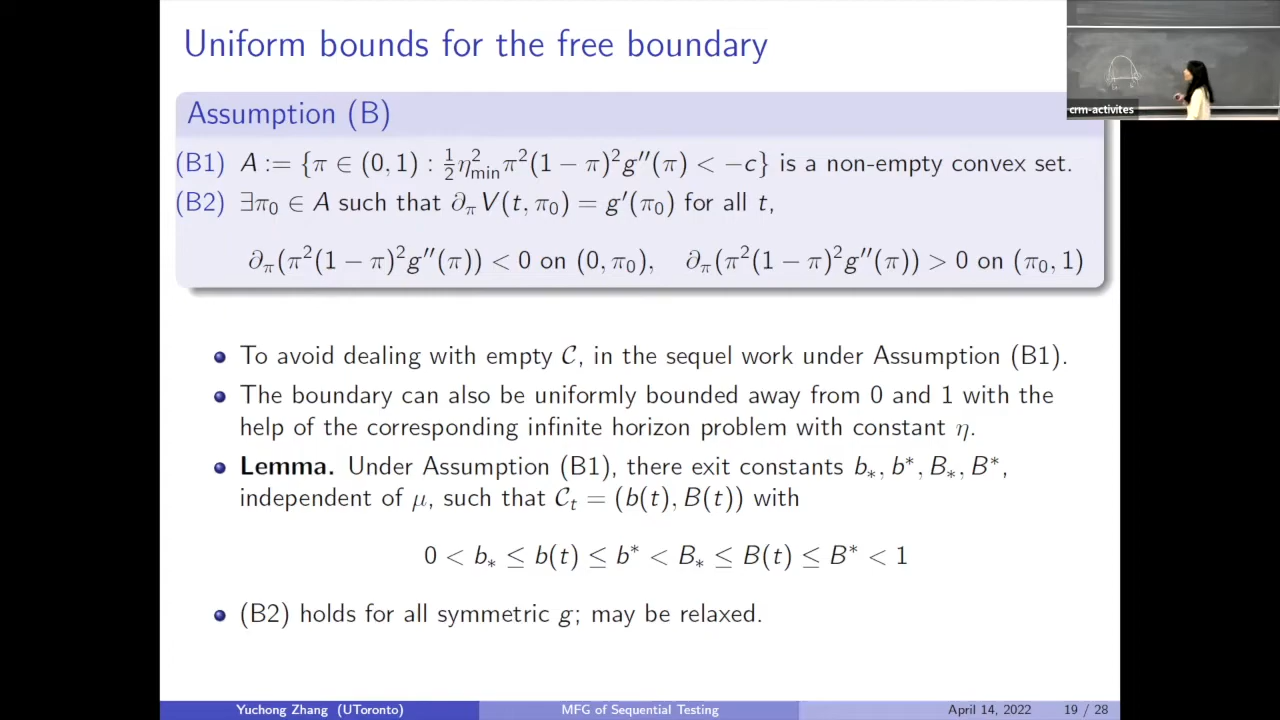 Uniform bounds for the free boundary
crm-activites
Assumption (B)
(B1) A := {π ∈ (0, 1) : ½η²_min π²(1 − π)²g′′(π) < −c} is a non-empty convex set.
(B2) ∃π₀ ∈ A such that ∂_π V(t, π₀) = g′(π₀) for all t,
∂_π(π²(1 − π)²g′′(π)) < 0 on (0, π₀), ∂_π(π²(1 − π)²g′′(π)) > 0 on (π₀, 1)
To avoid dealing with empty 𝒞, in the sequel work under Assumption (B1).
The boundary can also be uniformly bounded away from 0 and 1 with the
help of the corresponding infinite horizon problem with constant η.
Lemma. Under Assumption (B1), there exit constants b_*, b^*, B_*, B^*,
independent of μ, such that 𝒞_t = (b(t), B(t)) with
0 < b_* ≤ b(t) ≤ b^* < B_* ≤ B(t) ≤ B^* < 1
(B2) holds for all symmetric g; may be relaxed.
Yuchong Zhang (UToronto) MFG of Sequential Testing April 14, 2022 19 / 28